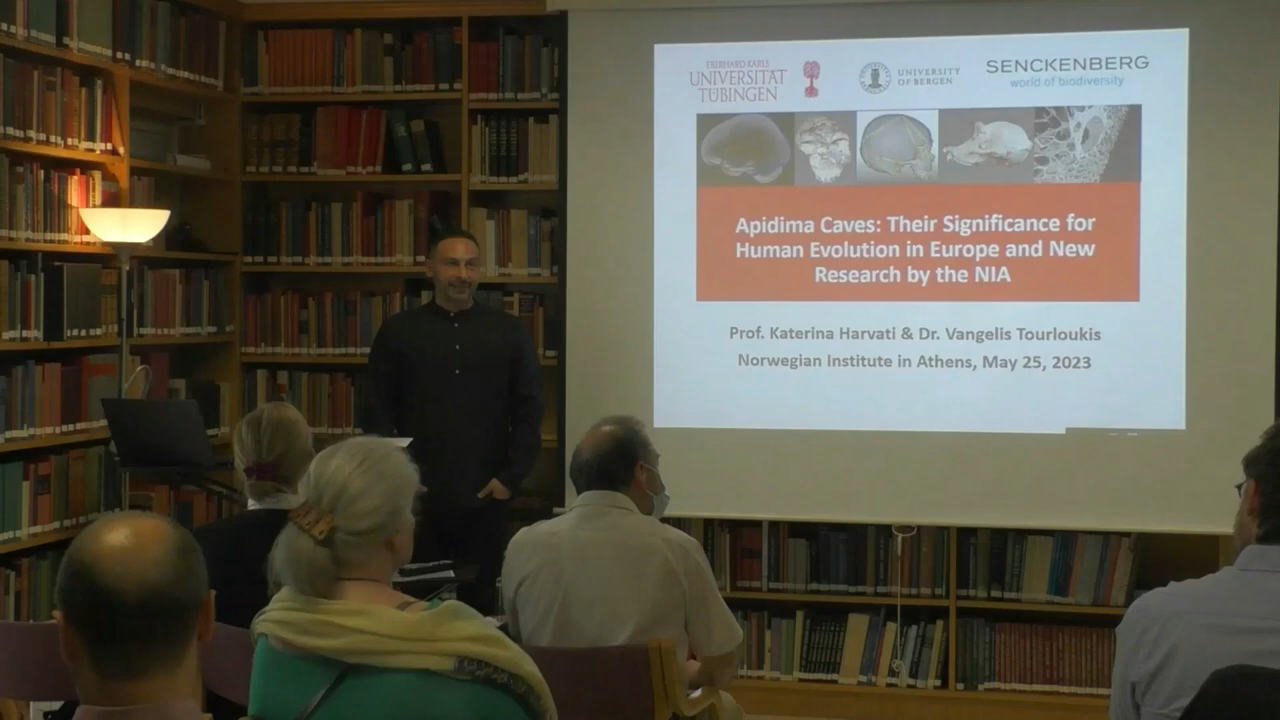 EBERHARD KARLS
UNIVERSITÄT
TÜBINGEN
UNIVERSITY
OF BERGEN
SENCKENBERG
world of biodiversity
Apidima Caves: Their Significance for
Human Evolution in Europe and New
Research by the NIA
Prof. Katerina Harvati & Dr. Vangelis Tourloukis
Norwegian Institute in Athens, May 25, 2023